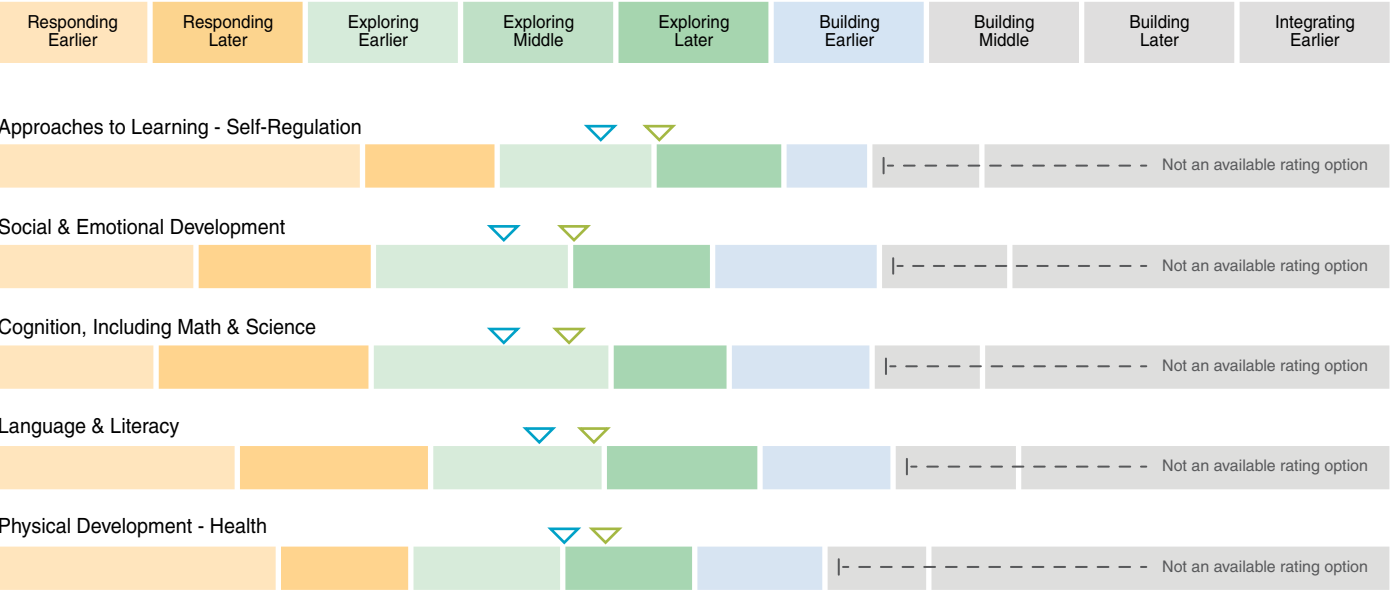 Responding
Earlier
Responding
Later
Exploring
Earlier
Exploring
Middle
Exploring
Later
Building
Earlier
Building
Middle
Building
Later
Integrating
Earlier
Approaches to Learning - Self-Regulation
Not an available rating option
Social & Emotional Development
Not an available rating option
Cognition, Including Math & Science
Not an available rating option
Language & Literacy
Not an available rating option
Physical Development - Health
Not an available rating option